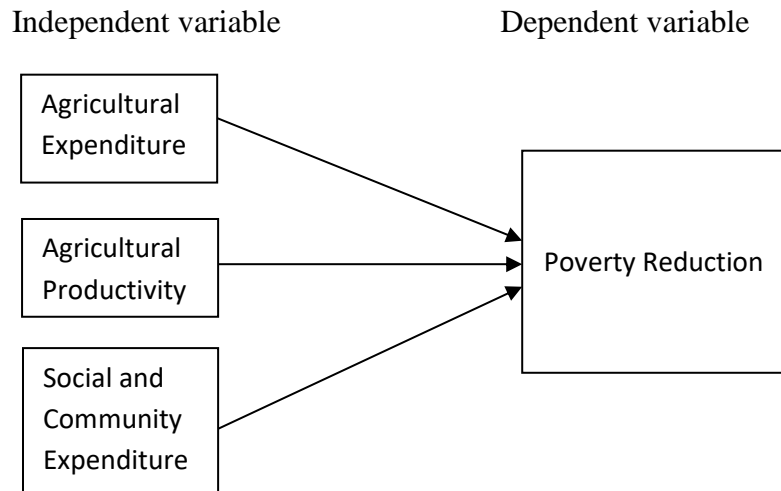 Independent variable
Dependent variable
Agricultural
Expenditure
Agricultural
Productivity
Social and
Community
Expenditure
Poverty Reduction